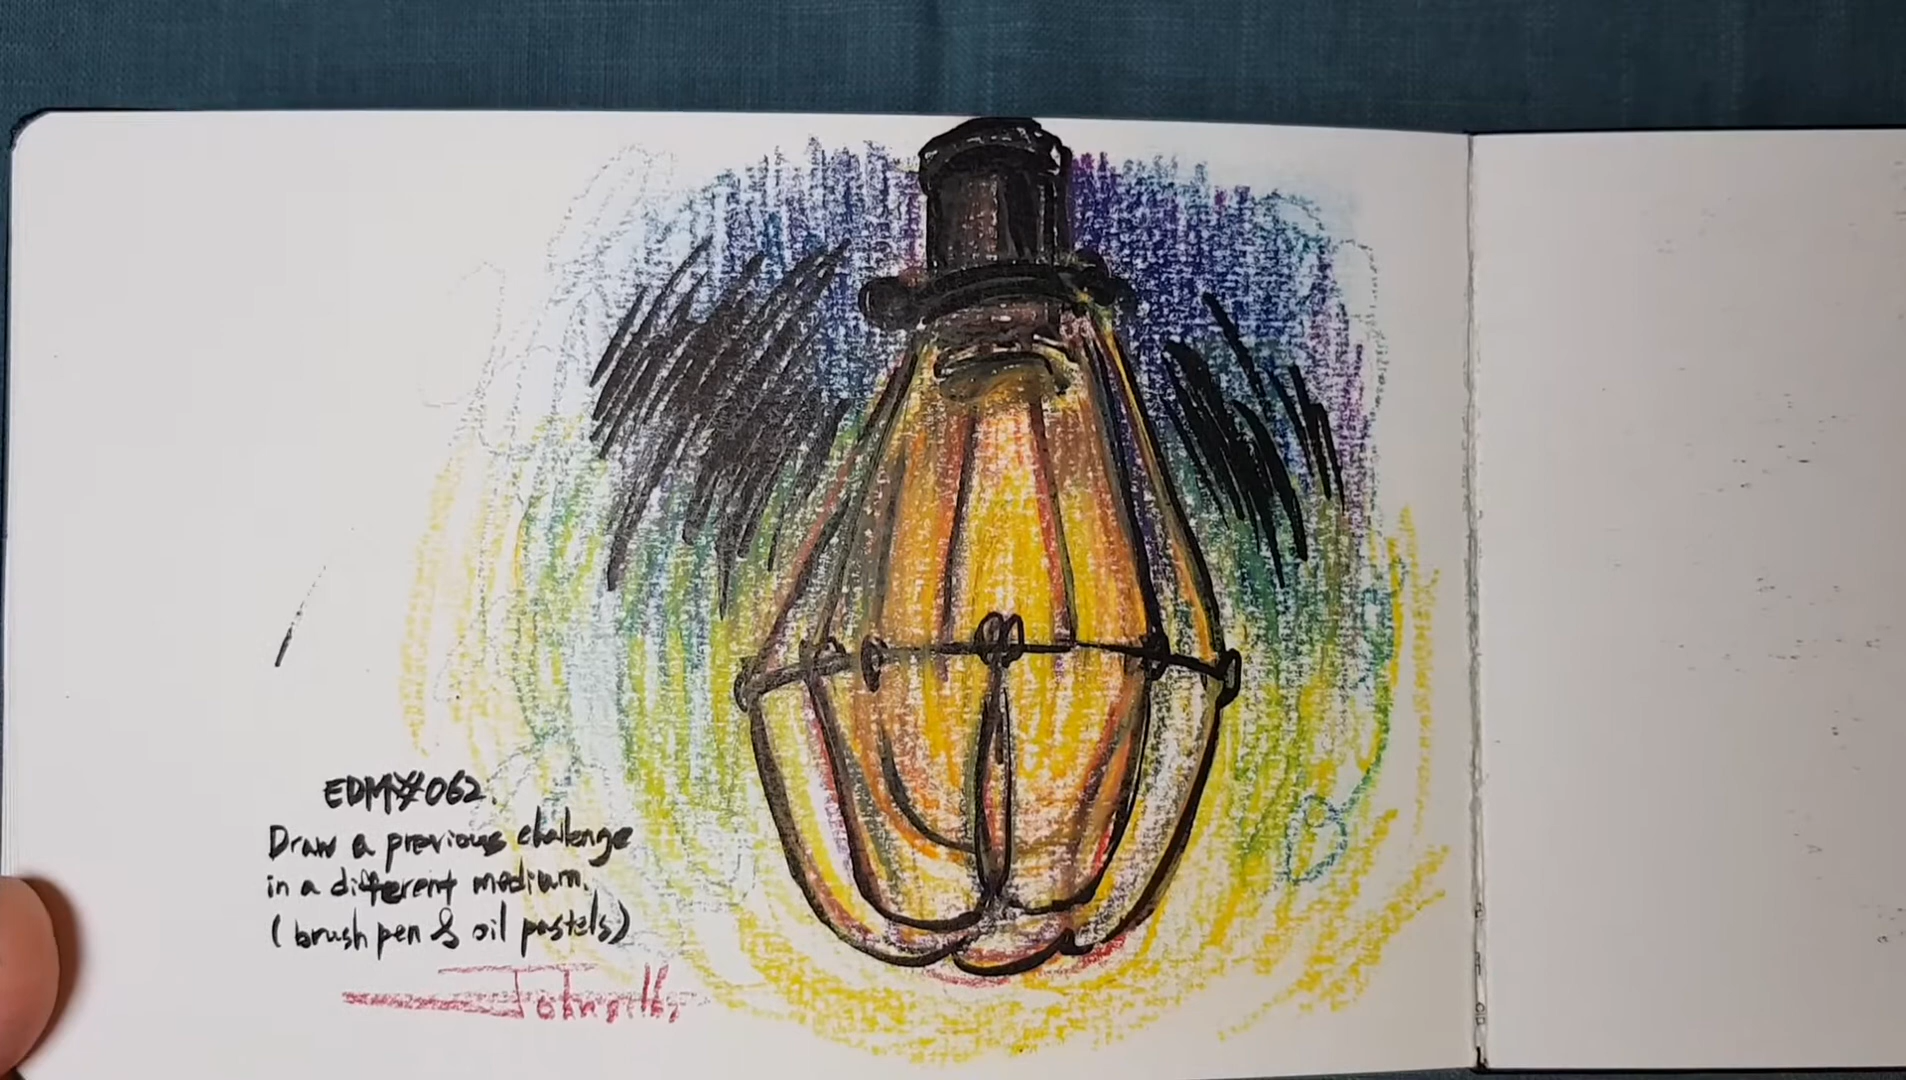 EDM#062.
Draw a previous challenge
in a different medium.
(brush pen & oil pastels)